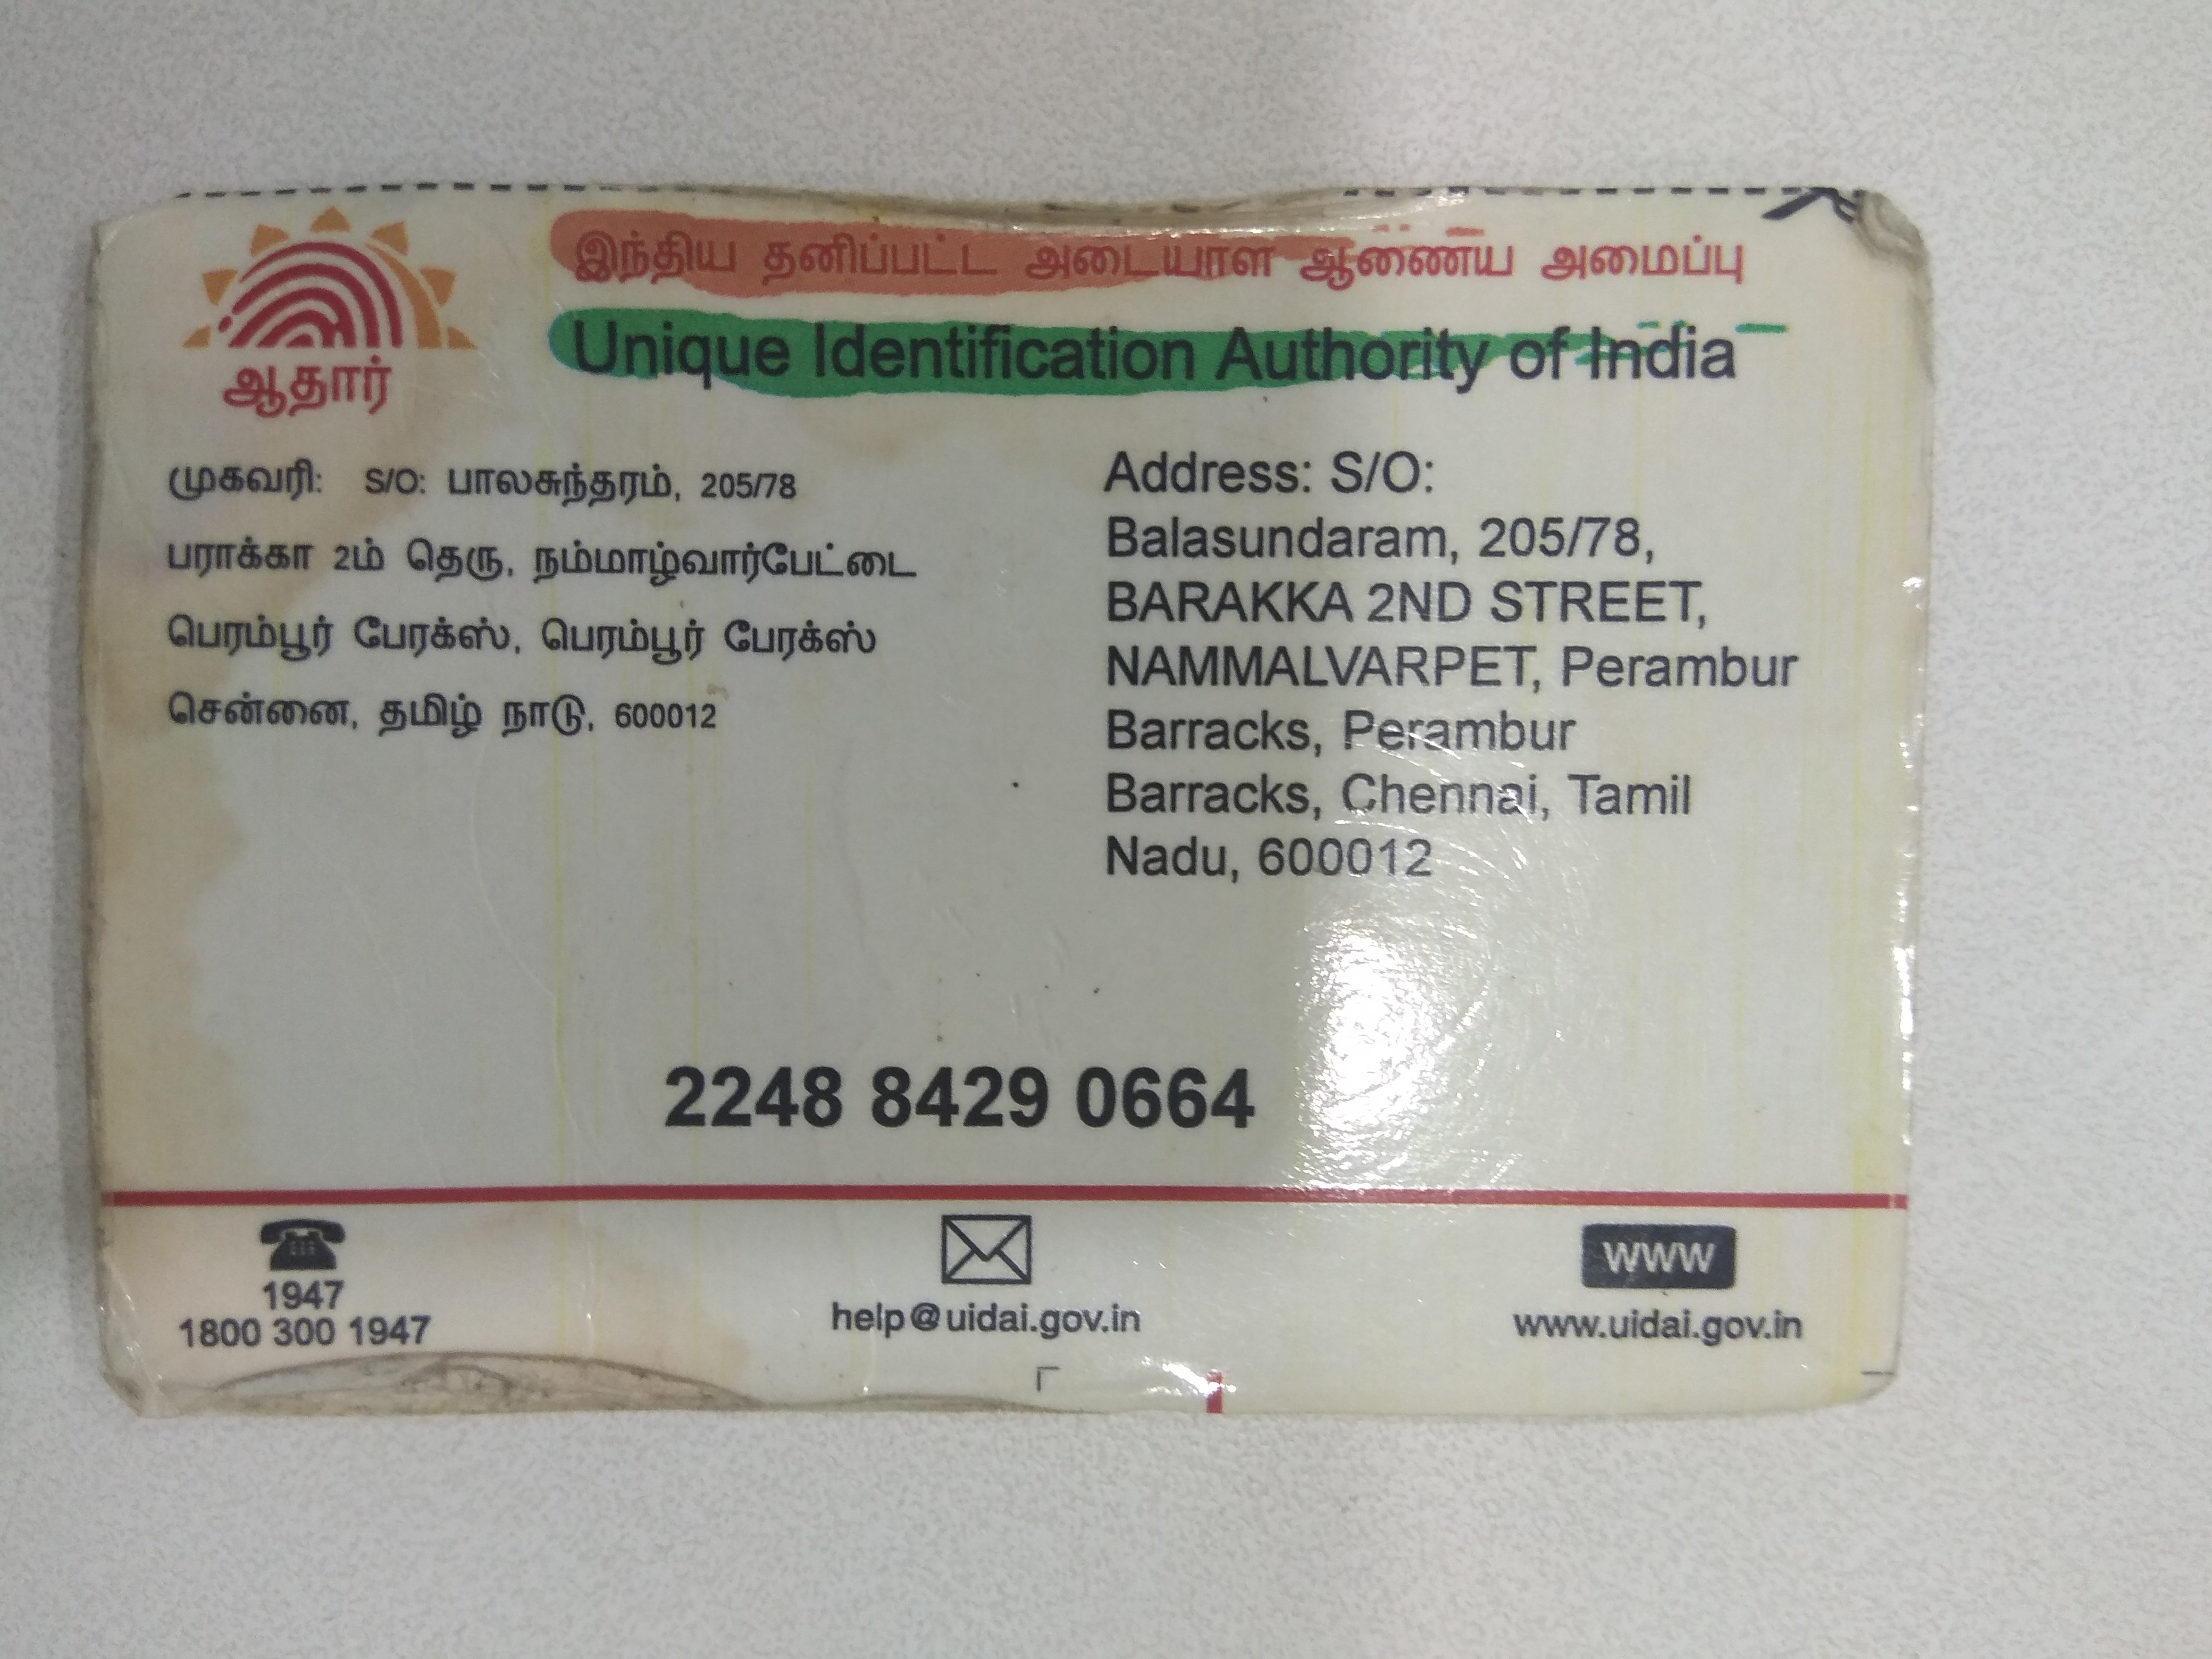 ஆதார்
இந்திய தனிப்பட்ட அடையாள ஆணைய அமைப்பு
Unique Identification Authority of India
முகவரி: S/O: பாலசுந்தரம், 205/78
பராக்கா 2ம் தெரு, நம்மாழ்வார்பேட்டை
பெரம்பூர் பேரக்ஸ், பெரம்பூர் பேரக்ஸ்
சென்னை, தமிழ் நாடு, 600012
Address: S/O:
Balasundaram, 205/78,
BARAKKA 2ND STREET,
NAMMALVARPET, Perambur
Barracks, Perambur
Barracks, Chennai, Tamil
Nadu, 600012
2248 8429 0664
1947
1800 300 1947
help@uidai.gov.in
www
www.uidai.gov.in